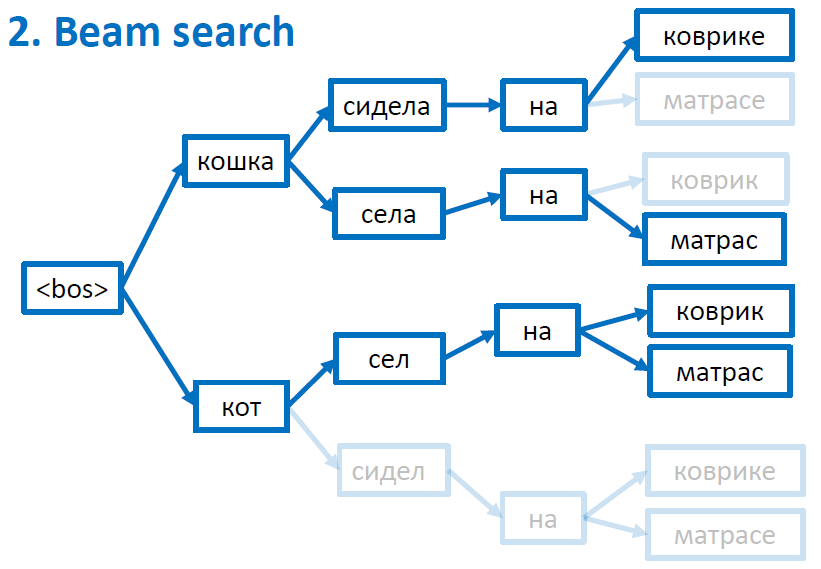 2. Beam search
коврике
матрасе
сидела
на
кошка
коврик
на
села
матрас
<bos>
коврик
на
сел
матрас
кот
сидел
коврике
на
матрасе